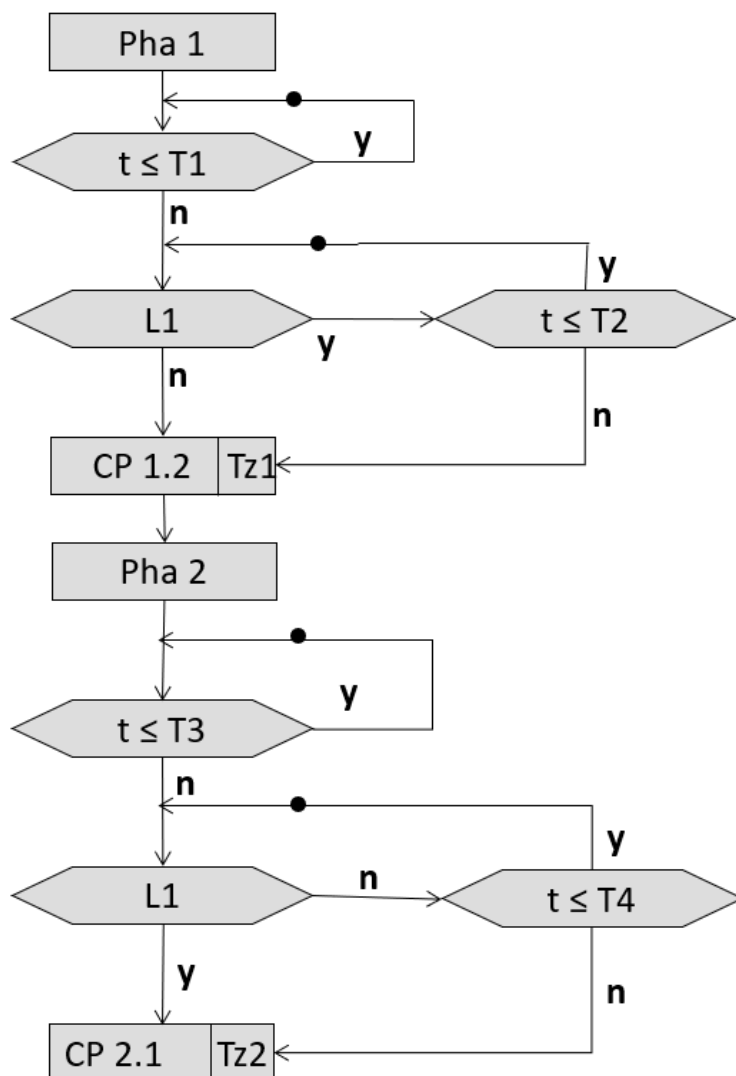 Pha 1
y
t ≤ T1
n
y
L1
y
t ≤ T2
n
n
CP 1.2 Tz1
Pha 2
y
t ≤ T3
n
y
n
L1
t ≤ T4
y
n
CP 2.1 Tz2